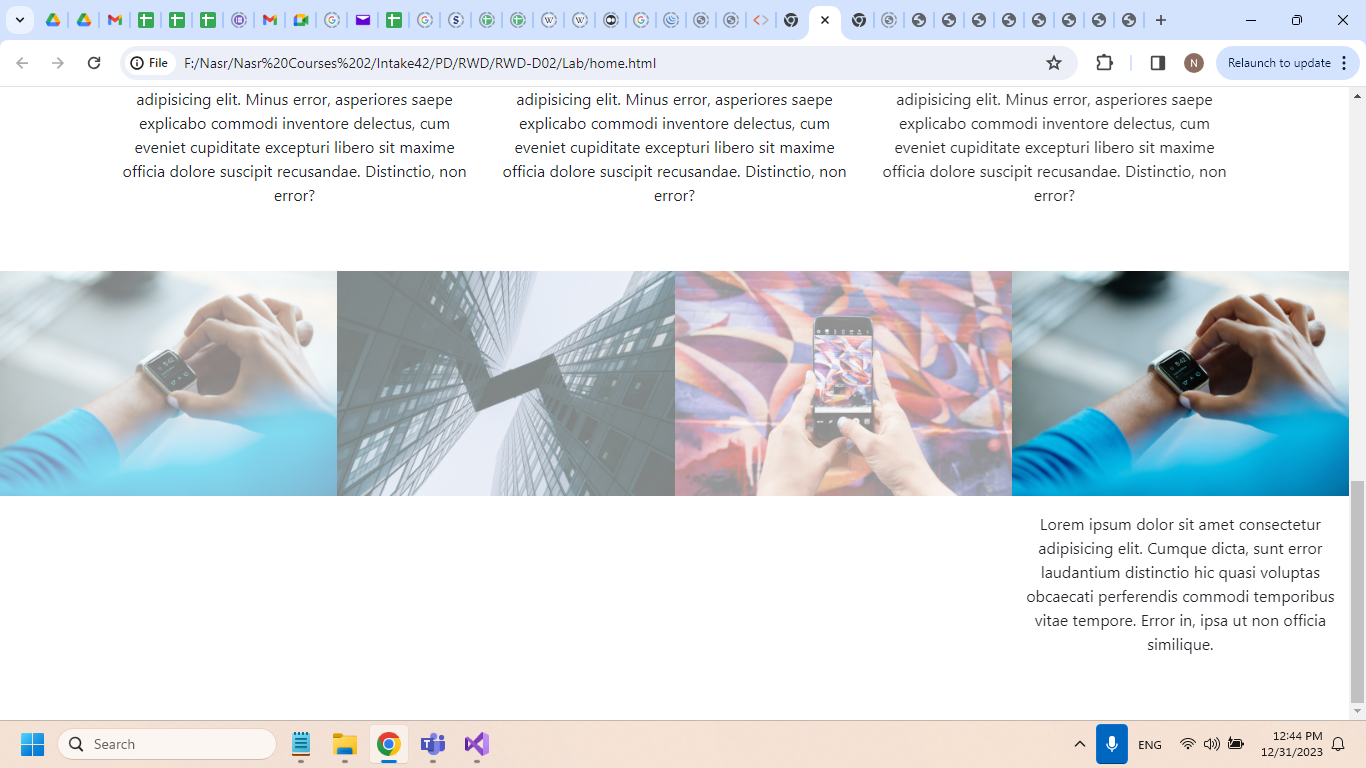 File
F:/Nasr/Nasr%20Courses%202/Intake42/PD/RWD/RWD-D02/Lab/home.html
N
Relaunch to update
adipisicing elit. Minus error, asperiores saepe
explicabo commodi inventore delectus, cum
eveniet cupiditate excepturi libero sit maxime
officia dolore suscipit recusandae. Distinctio, non
error?
adipisicing elit. Minus error, asperiores saepe
explicabo commodi inventore delectus, cum
eveniet cupiditate excepturi libero sit maxime
officia dolore suscipit recusandae. Distinctio, non
error?
adipisicing elit. Minus error, asperiores saepe
explicabo commodi inventore delectus, cum
eveniet cupiditate excepturi libero sit maxime
officia dolore suscipit recusandae. Distinctio, non
error?
Lorem ipsum dolor sit amet consectetur
adipisicing elit. Cumque dicta, sunt error
laudantium distinctio hic quasi voluptas
obcaecati perferendis commodi temporibus
vitae tempore. Error in, ipsa ut non officia
similique.
Search
ENG
12:44 PM
12/31/2023